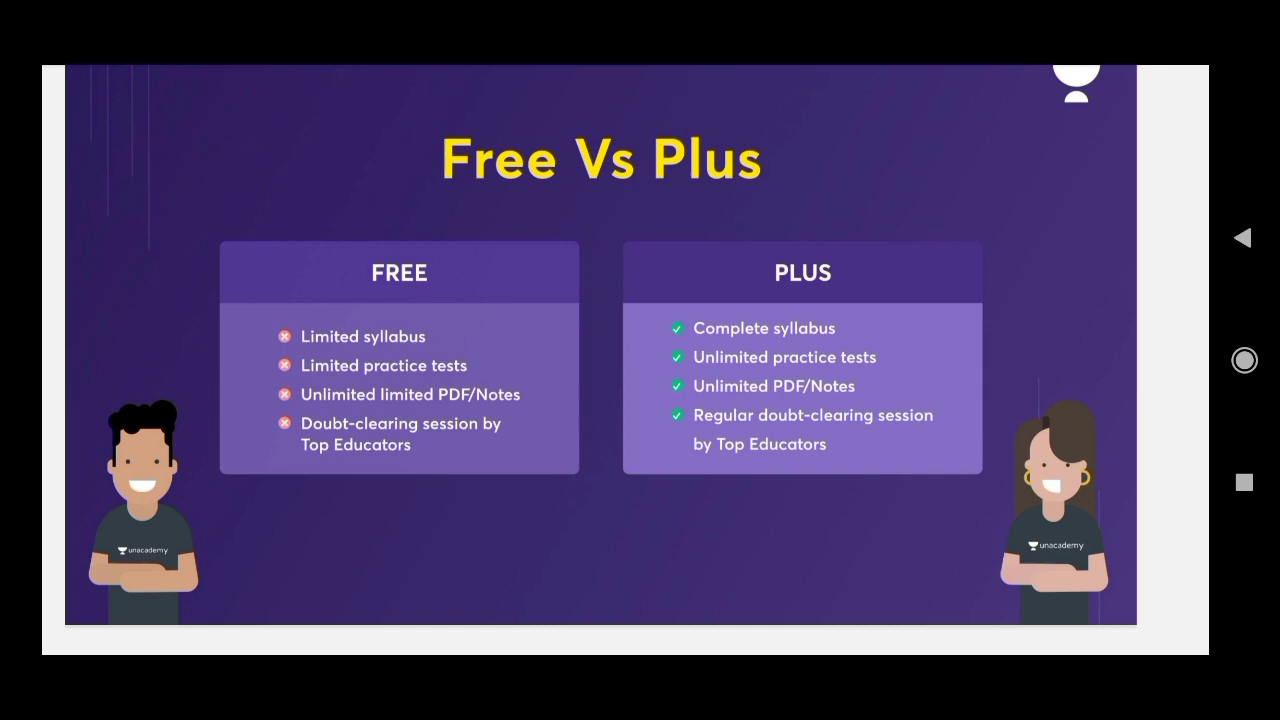 Free Vs Plus
FREE
Limited syllabus
Limited practice tests
Unlimited limited PDF/Notes
Doubt-clearing session by
Top Educators
PLUS
Complete syllabus
Unlimited practice tests
Unlimited PDF/Notes
Regular doubt-clearing session
by Top Educators
unacademy
unacademy